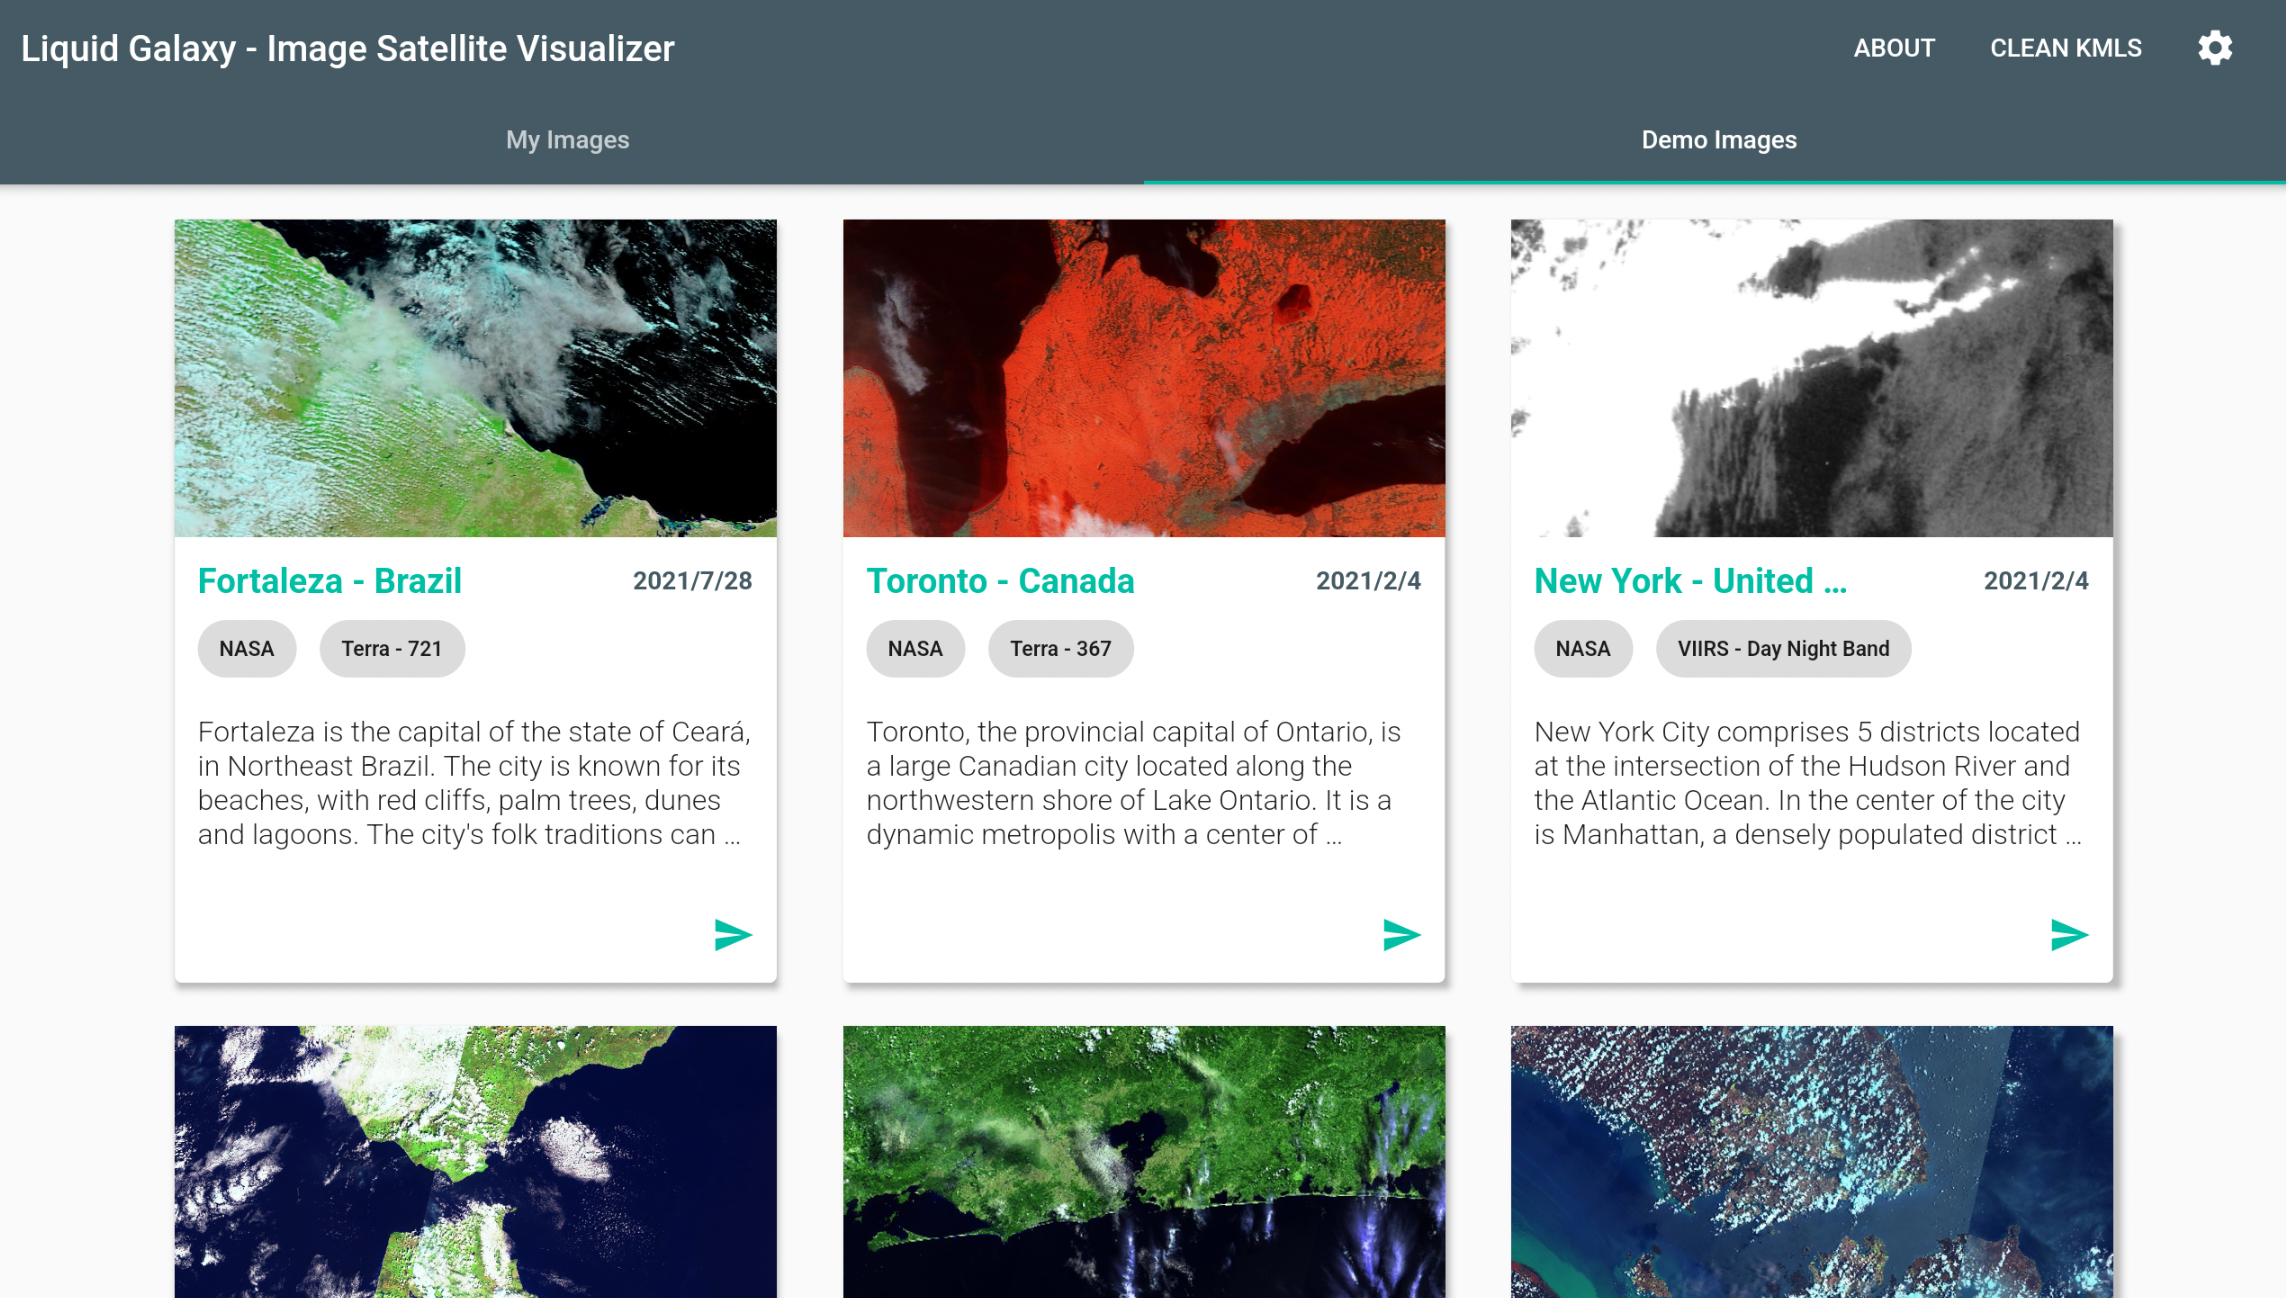 Liquid Galaxy - Image Satellite Visualizer
ABOUT
CLEAN KMLS
My Images
Demo Images
Fortaleza - Brazil
2021/7/28
NASA
Terra - 721
Fortaleza is the capital of the state of Ceará,
in Northeast Brazil. The city is known for its
beaches, with red cliffs, palm trees, dunes
and lagoons. The city's folk traditions can ...
Toronto - Canada
2021/2/4
NASA
Terra - 367
Toronto, the provincial capital of Ontario, is
a large Canadian city located along the
northwestern shore of Lake Ontario. It is a
dynamic metropolis with a center of ...
New York - United ...
2021/2/4
NASA
VIIRS - Day Night Band
New York City comprises 5 districts located
at the intersection of the Hudson River and
the Atlantic Ocean. In the center of the city
is Manhattan, a densely populated district ...